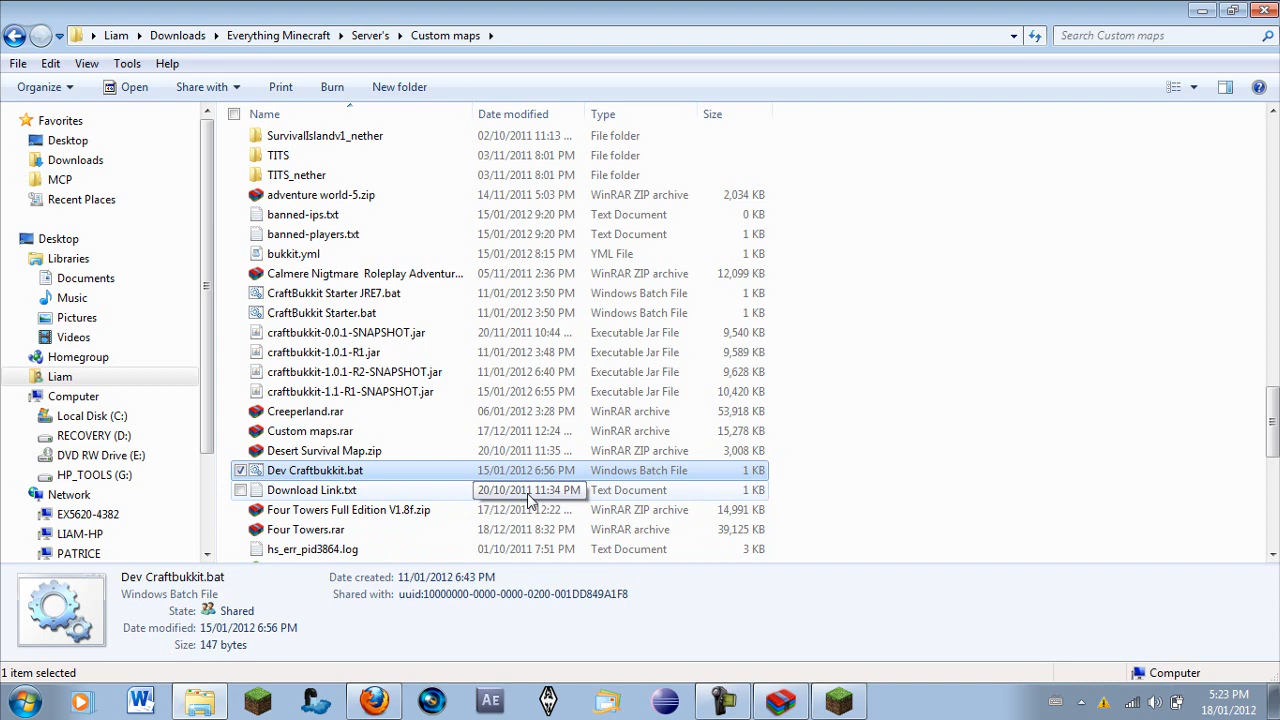 Liam Downloads Everything Minecraft Server's Custom maps Search Custom maps
File Edit View Tools Help
Organize Open Share with Print Burn New folder
Name Date modified Type Size
Favorites
Desktop
Downloads
MCP
Recent Places
Desktop
Libraries
Documents
Music
Pictures
Videos
Homegroup
Liam
Computer
Local Disk (C:)
RECOVERY (D:)
DVD RW Drive (E:)
HP_TOOLS (G:)
Network
EX5620-4382
LIAM-HP
PATRICE
SurvivalIslandv1_nether 02/10/2011 11:13 ... File folder
TITS 03/11/2011 8:01 PM File folder
TITS_nether 03/11/2011 8:01 PM File folder
adventure world-5.zip 14/11/2011 5:03 PM WinRAR ZIP archive 2,034 KB
banned-ips.txt 15/01/2012 9:20 PM Text Document 0 KB
banned-players.txt 15/01/2012 9:20 PM Text Document 1 KB
bukkit.yml 15/01/2012 8:15 PM YML File 1 KB
Calmere Nigtmare Roleplay Adventur... 05/11/2011 2:36 PM WinRAR ZIP archive 12,099 KB
CraftBukkit Starter JRE7.bat 11/01/2012 3:50 PM Windows Batch File 1 KB
CraftBukkit Starter.bat 11/01/2012 3:50 PM Windows Batch File 1 KB
craftbukkit-0.0.1-SNAPSHOT.jar 20/11/2011 10:44 ... Executable Jar File 9,540 KB
craftbukkit-1.0.1-R1.jar 11/01/2012 3:48 PM Executable Jar File 9,589 KB
craftbukkit-1.0.1-R2-SNAPSHOT.jar 11/01/2012 6:40 PM Executable Jar File 9,628 KB
craftbukkit-1.1-R1-SNAPSHOT.jar 15/01/2012 6:55 PM Executable Jar File 10,420 KB
Creeperland.rar 06/01/2012 3:28 PM WinRAR archive 53,918 KB
Custom maps.rar 17/12/2011 12:24 ... WinRAR archive 15,278 KB
Desert Survival Map.zip 20/10/2011 11:35 ... WinRAR ZIP archive 3,008 KB
Dev Craftbukkit.bat 15/01/2012 6:56 PM Windows Batch File 1 KB
Download Link.txt 20/10/2011 11:34 PM Text Document 1 KB
Four Towers Full Edition V1.8f.zip 17/12/2011 12:22 ... WinRAR ZIP archive 14,991 KB
Four Towers.rar 18/12/2011 8:32 PM WinRAR archive 39,125 KB
hs_err_pid3864.log 01/10/2011 7:51 PM Text Document 3 KB
Dev Craftbukkit.bat Date created: 11/01/2012 6:43 PM
Windows Batch File Shared with: uuid:10000000-0000-0000-0200-001DD849A1F8
State: Shared
Date modified: 15/01/2012 6:56 PM
Size: 147 bytes
1 item selected Computer
W Ae
5:23 PM
18/01/2012